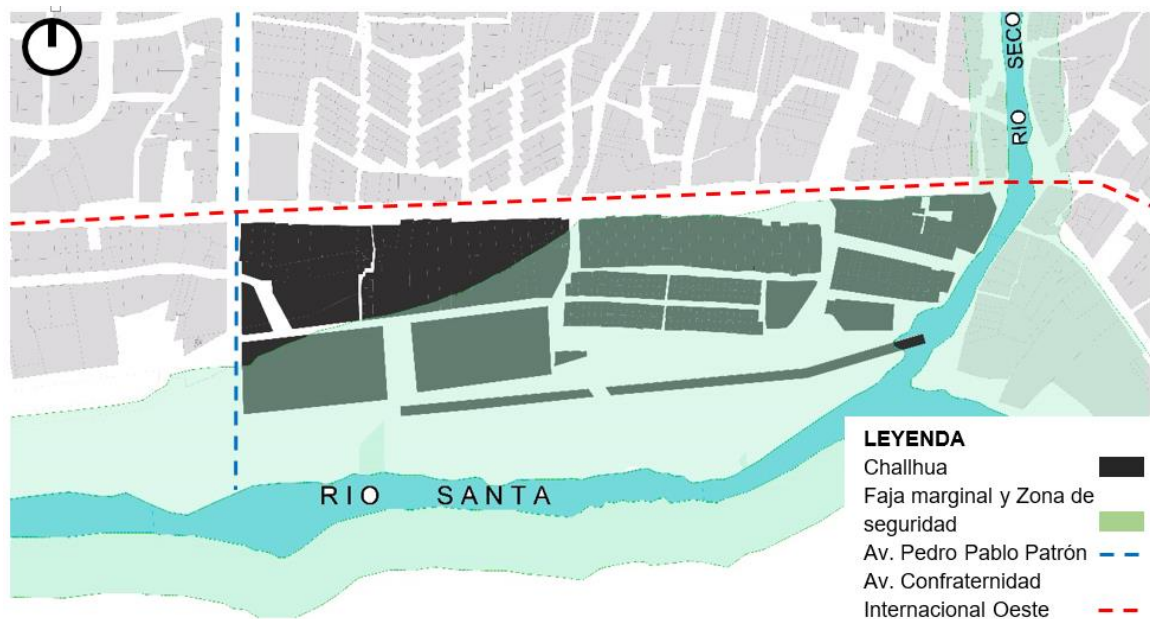 RIO SECO
RIO SANTA
LEYENDA
Challhua
Faja marginal y Zona de
seguridad
Av. Pedro Pablo Patrón
Av. Confraternidad
Internacional Oeste